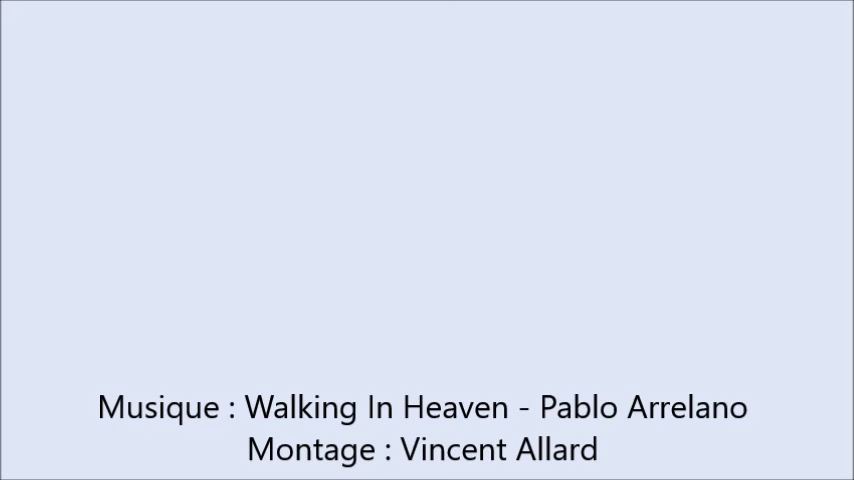 Musique : Walking In Heaven - Pablo Arrelano
Montage : Vincent Allard